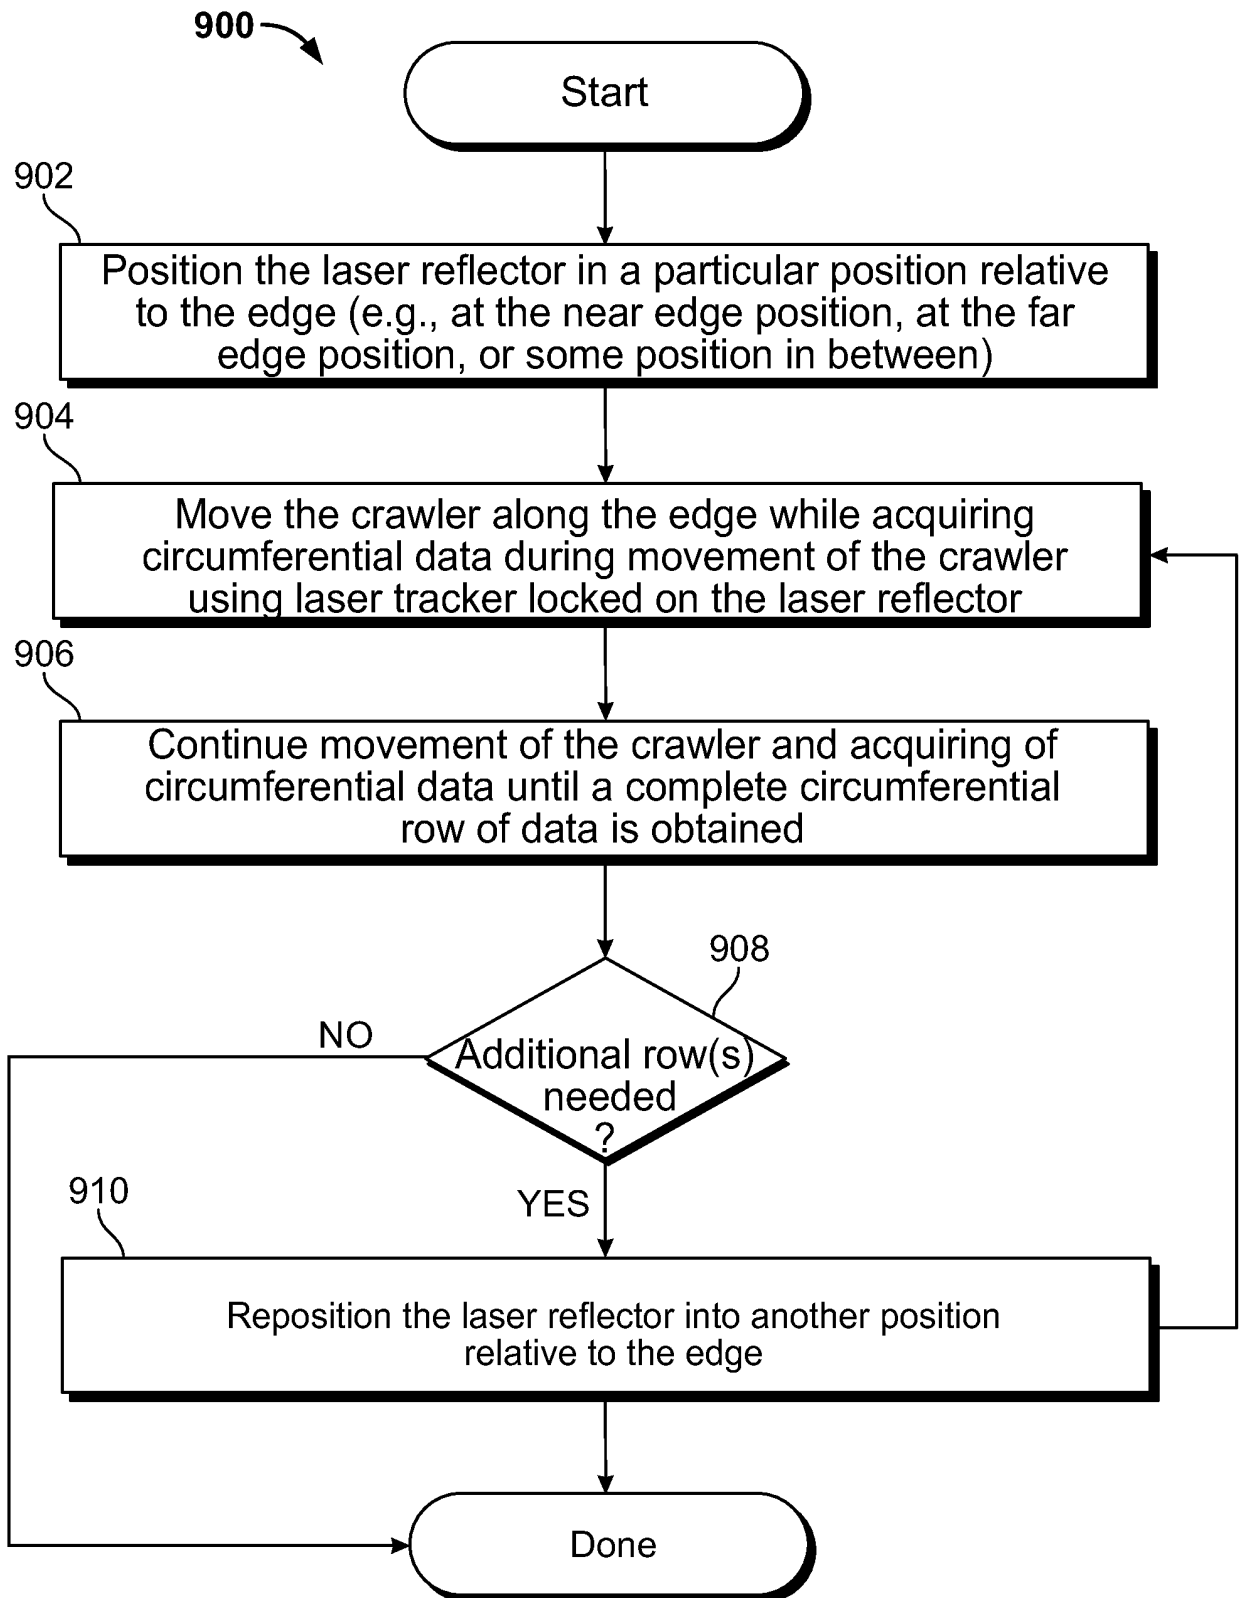 900
Start
902
Position the laser reflector in a particular position relative
to the edge (e.g., at the near edge position, at the far
edge position, or some position in between)
904
Move the crawler along the edge while acquiring
circumferential data during movement of the crawler
using laser tracker locked on the laser reflector
906
Continue movement of the crawler and acquiring of
circumferential data until a complete circumferential
row of data is obtained
908
NO
Additional row(s)
needed
?
YES
910
Reposition the laser reflector into another position
relative to the edge
Done